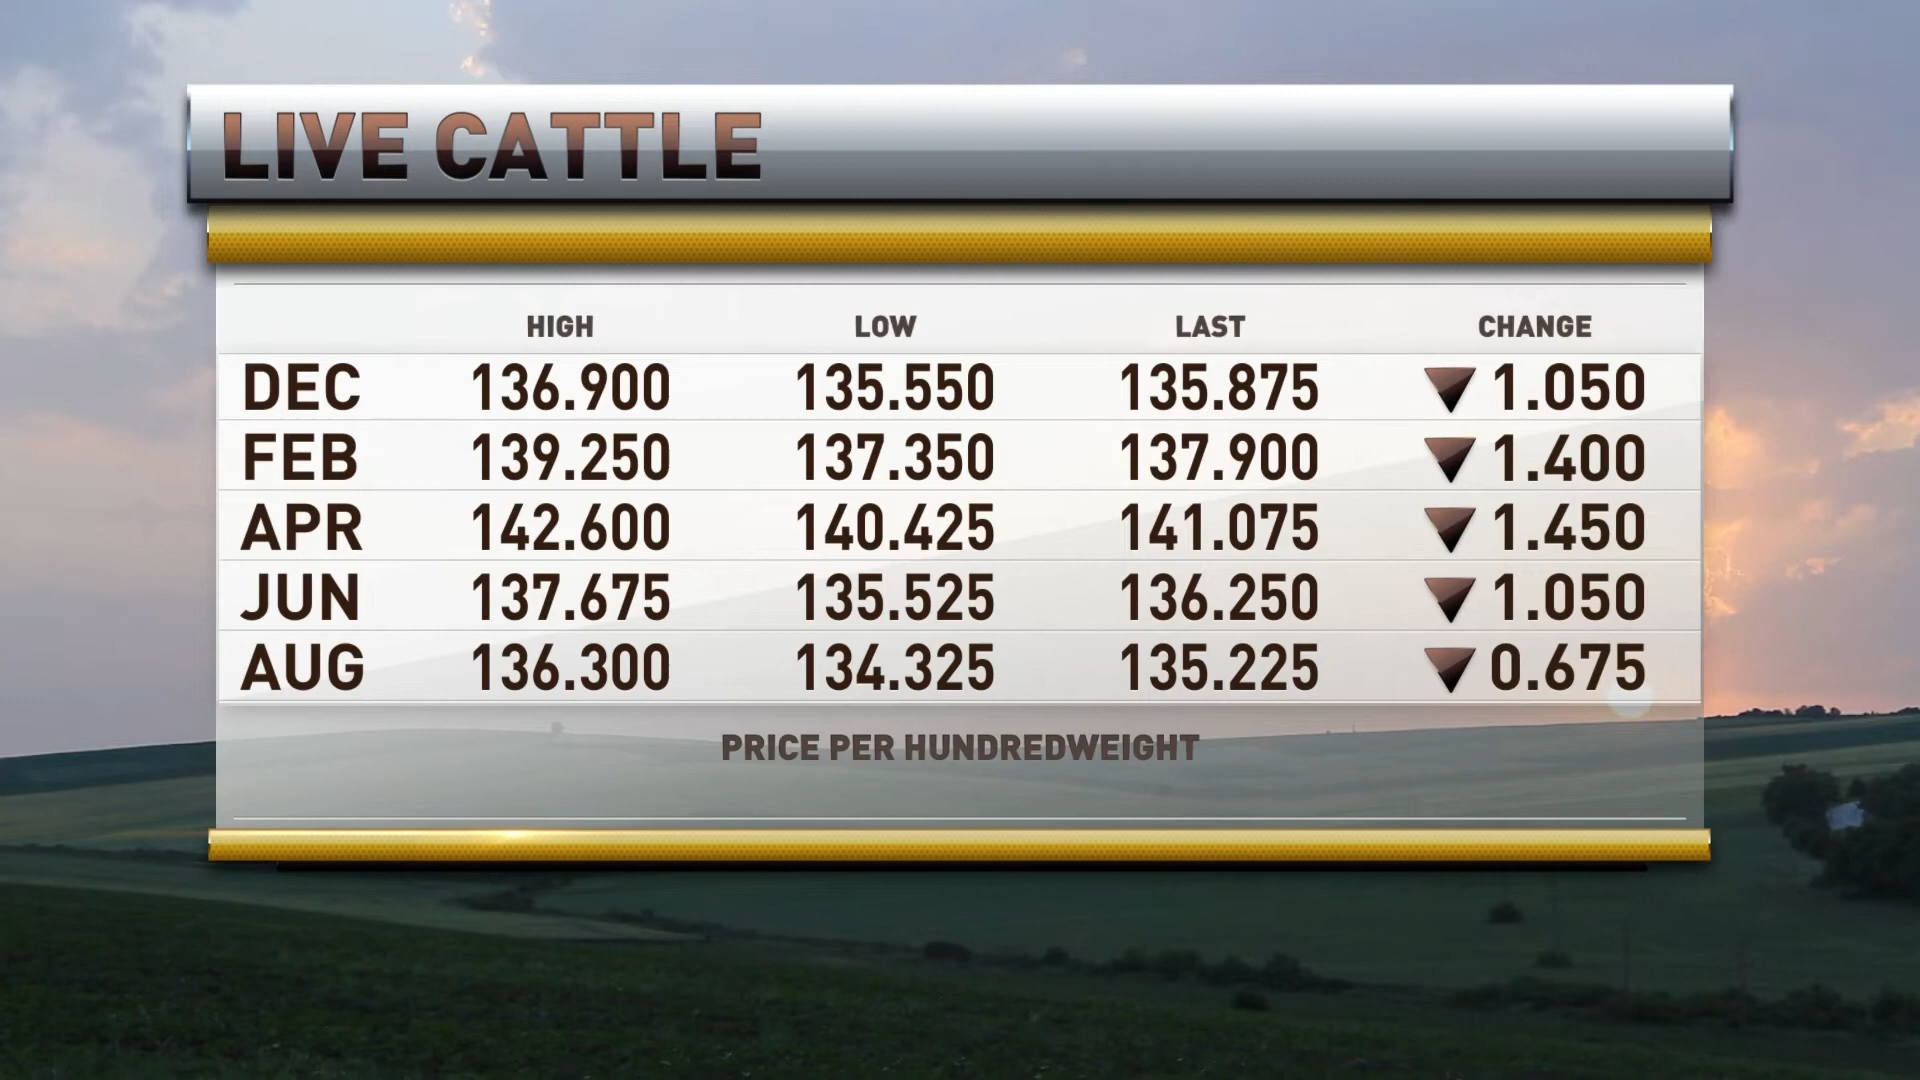 LIVE CATTLE
HIGH LOW LAST CHANGE
DEC 136.900 135.550 135.875 ▼ 1.050
FEB 139.250 137.350 137.900 ▼ 1.400
APR 142.600 140.425 141.075 ▼ 1.450
JUN 137.675 135.525 136.250 ▼ 1.050
AUG 136.300 134.325 135.225 ▼ 0.675
PRICE PER HUNDREDWEIGHT